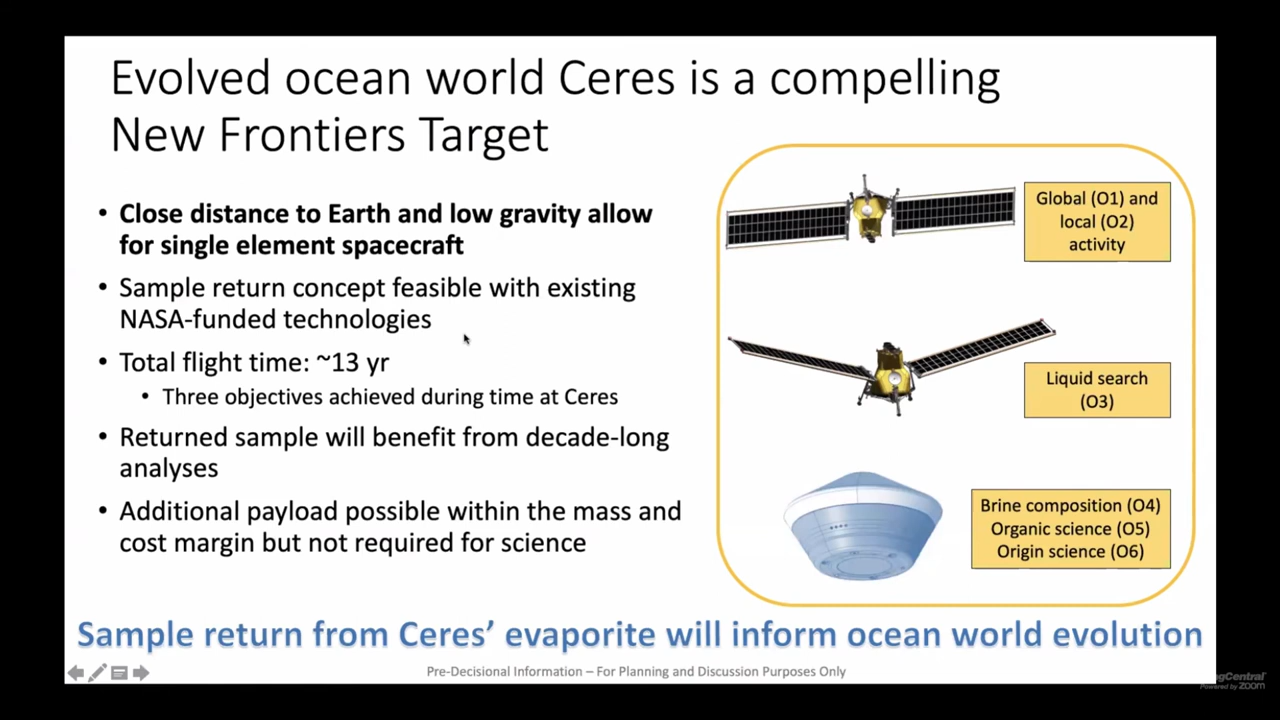 Evolved ocean world Ceres is a compelling
New Frontiers Target
• Close distance to Earth and low gravity allow
for single element spacecraft
• Sample return concept feasible with existing
NASA-funded technologies
• Total flight time: ~13 yr
• Three objectives achieved during time at Ceres
• Returned sample will benefit from decade-long
analyses
• Additional payload possible within the mass and
cost margin but not required for science
Global (O1) and
local (O2)
activity
Liquid search
(O3)
Brine composition (O4)
Organic science (O5)
Origin science (O6)
Sample return from Ceres’ evaporite will inform ocean world evolution
Pre-Decisional Information – For Planning and Discussion Purposes Only
Powered by zoom